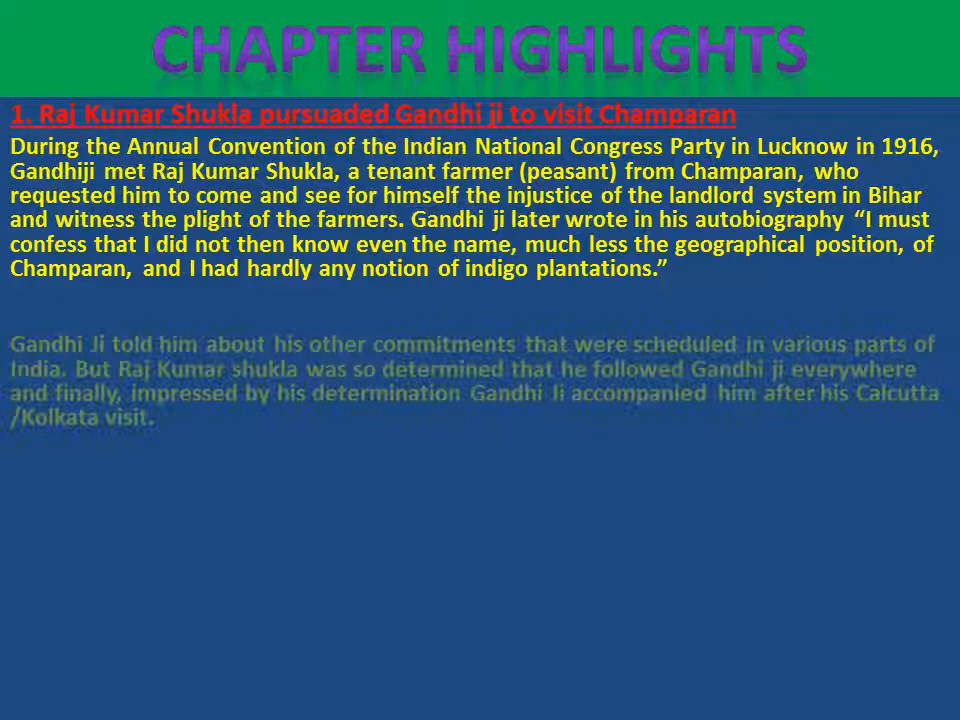 CHAPTER HIGHLIGHTS
1. Raj Kumar Shukla pursuaded Gandhi ji to visit Champaran
During the Annual Convention of the Indian National Congress Party in Lucknow in 1916,
Gandhiji met Raj Kumar Shukla, a tenant farmer (peasant) from Champaran, who
requested him to come and see for himself the injustice of the landlord system in Bihar
and witness the plight of the farmers. Gandhi ji later wrote in his autobiography “I must
confess that I did not then know even the name, much less the geographical position, of
Champaran, and I had hardly any notion of indigo plantations.”
Gandhi Ji told him about his other commitments that were scheduled in various parts of
India. But Raj Kumar shukla was so determined that he followed Gandhi ji everywhere
and finally, impressed by his determination Gandhi Ji accompanied him after his Calcutta
/Kolkata visit.